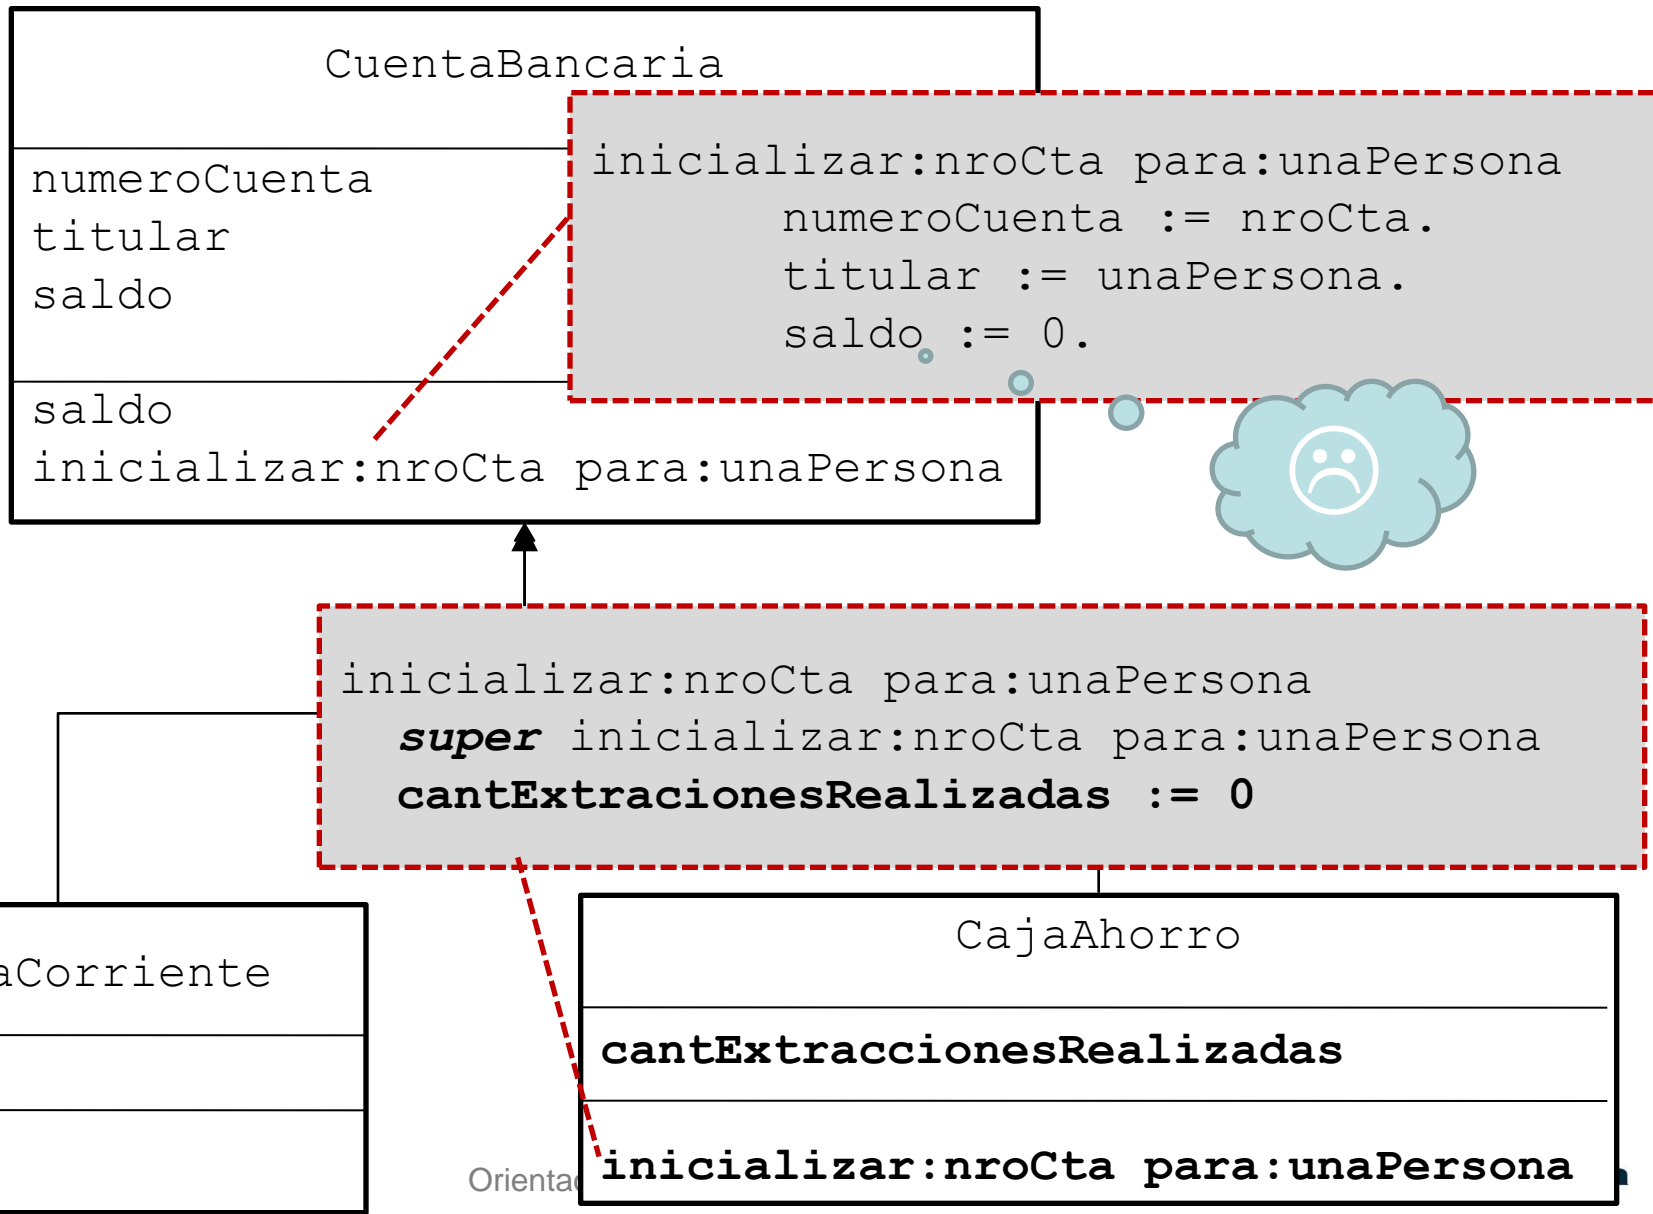 CuentaBancaria
numeroCuenta
titular
saldo
saldo
inicializar:nroCta para:unaPersona
inicializar:nroCta para:unaPersona
numeroCuenta := nroCta.
titular := unaPersona.
saldo := 0.
inicializar:nroCta para:unaPersona
super inicializar:nroCta para:unaPersona
cantExtracionesRealizadas := 0
aCorriente
CajaAhorro
cantExtraccionesRealizadas
inicializar:nroCta para:unaPersona
Orienta